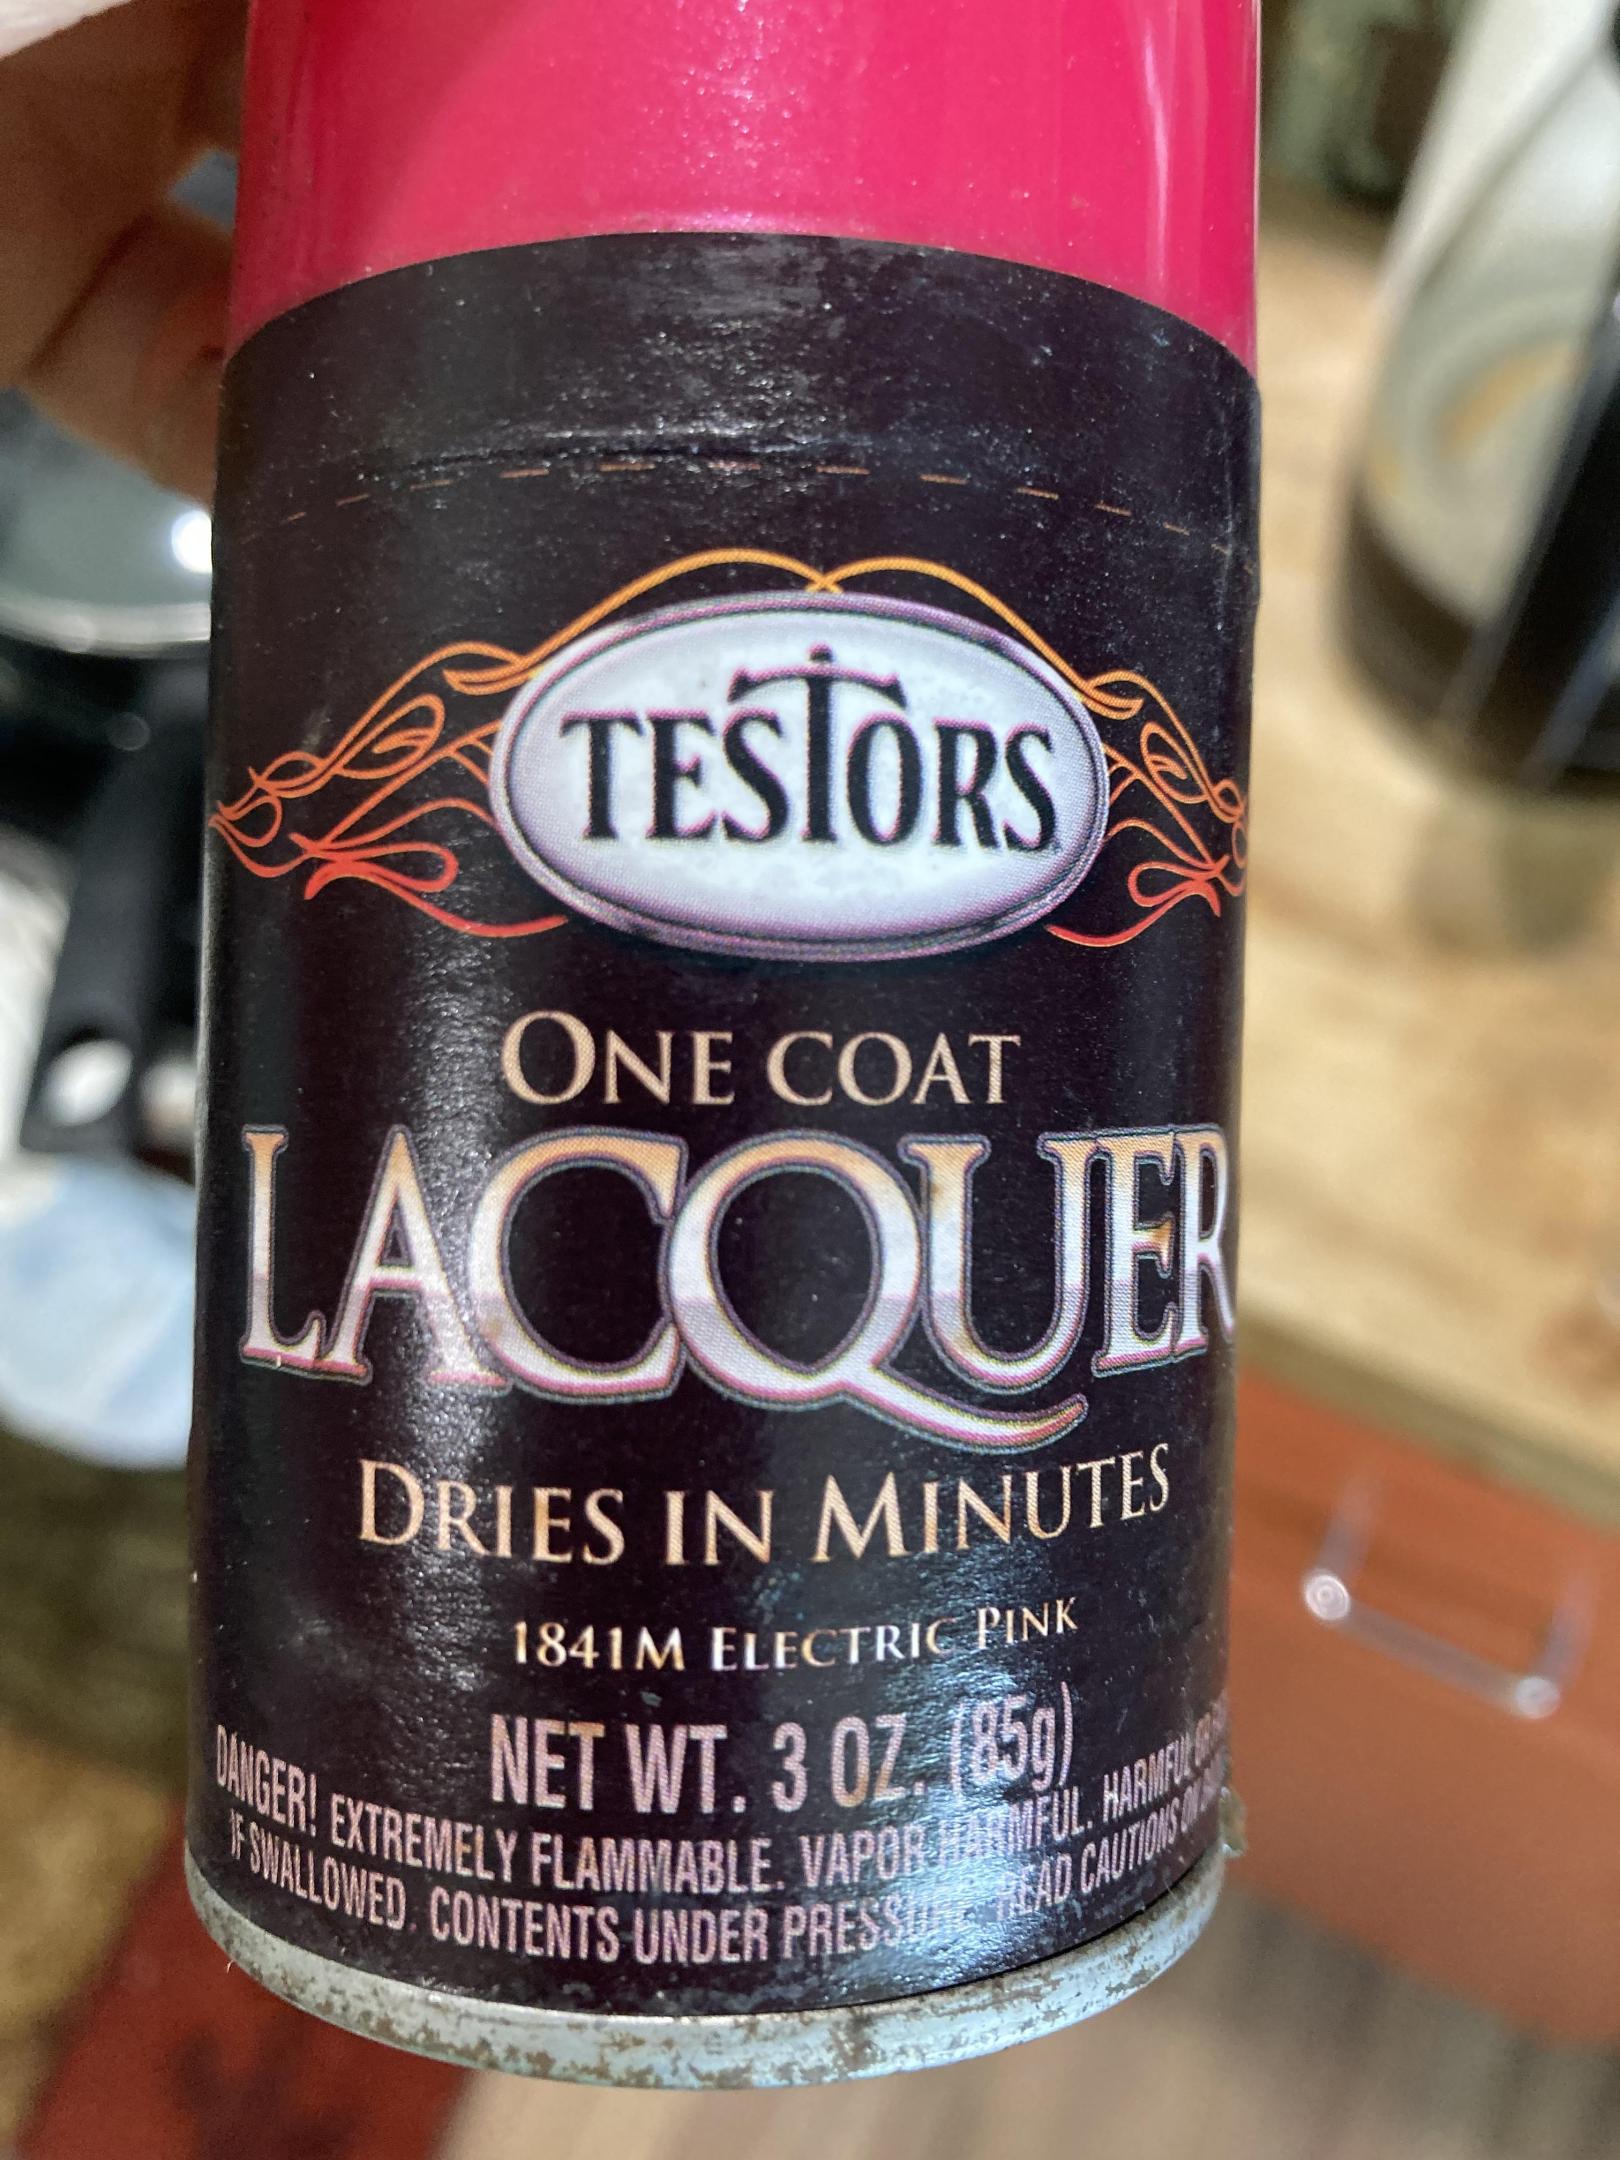 TESTORS
ONE COAT
LACQUER
DRIES IN MINUTES
1841M ELECTRIC PINK
NET WT. 3 OZ. (85g)
DANGER! EXTREMELY FLAMMABLE. VAPOR HARMFUL. HARMFUL
IF SWALLOWED. CONTENTS UNDER PRESSURE. READ CAUTIONS